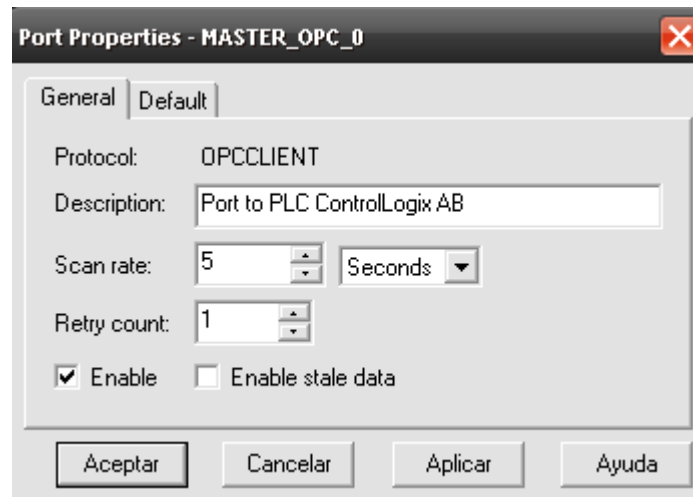 Port Properties - MASTER_OPC_0
General Default
Protocol: OPCCLIENT
Description: Port to PLC ControlLogix AB
Scan rate: 5 Seconds
Retry count: 1
Enable Enable stale data
Aceptar Cancelar Aplicar Ayuda